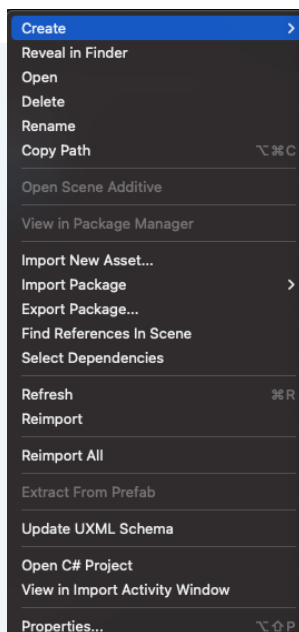 Create >
Reveal in Finder
Open
Delete
Rename
Copy Path ⌥⌘C
Open Scene Additive
View in Package Manager
Import New Asset...
Import Package >
Export Package...
Find References In Scene
Select Dependencies
Refresh ⌘R
Reimport
Reimport All
Extract From Prefab
Update UXML Schema
Open C# Project
View in Import Activity Window
Properties... ⌥⇧P